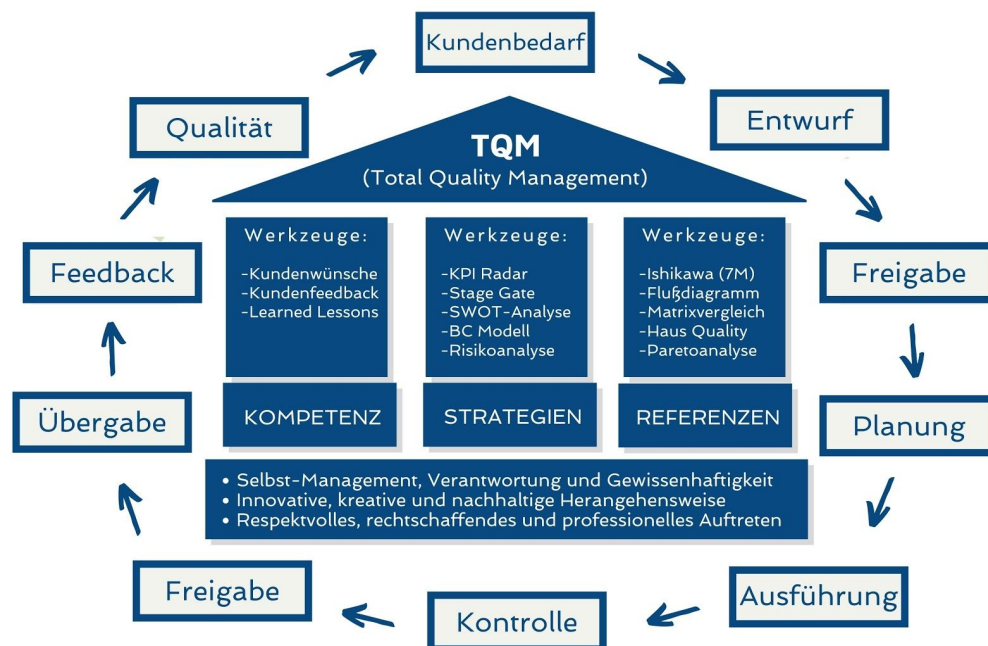 Kundenbedarf
Entwurf
Freigabe
Planung
Ausführung
Kontrolle
Freigabe
Übergabe
Feedback
Qualität
TQM
(Total Quality Management)
Werkzeuge:
-Kundenwünsche
-Kundenfeedback
-Learned Lessons
KOMPETENZ
Werkzeuge:
-KPI Radar
-Stage Gate
-SWOT-Analyse
-BC Modell
-Risikoanalyse
STRATEGIEN
Werkzeuge:
-Ishikawa (7M)
-Flußdiagramm
-Matrixvergleich
-Haus Quality
-Paretoanalyse
REFERENZEN
• Selbst-Management, Verantwortung und Gewissenhaftigkeit
• Innovative, kreative und nachhaltige Herangehensweise
• Respektvolles, rechtschaffendes und professionelles Auftreten